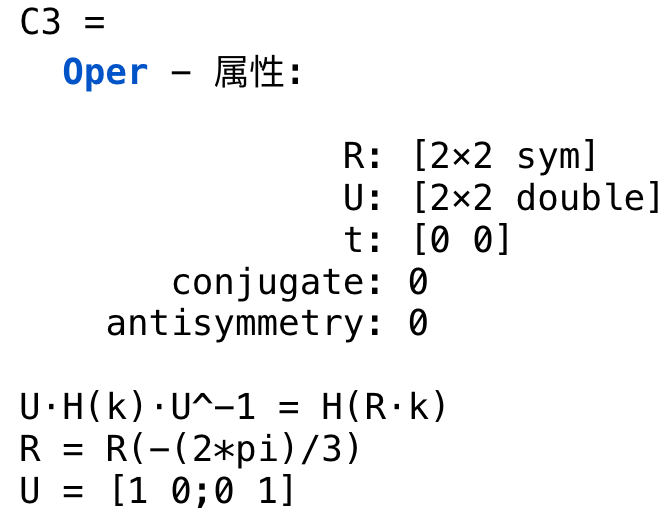 C3 =
Oper - 属性:
R: [2×2 sym]
U: [2×2 double]
t: [0 0]
conjugate: 0
antisymmetry: 0
U·H(k)·U^-1 = H(R·k)
R = R(-(2*pi)/3)
U = [1 0;0 1]